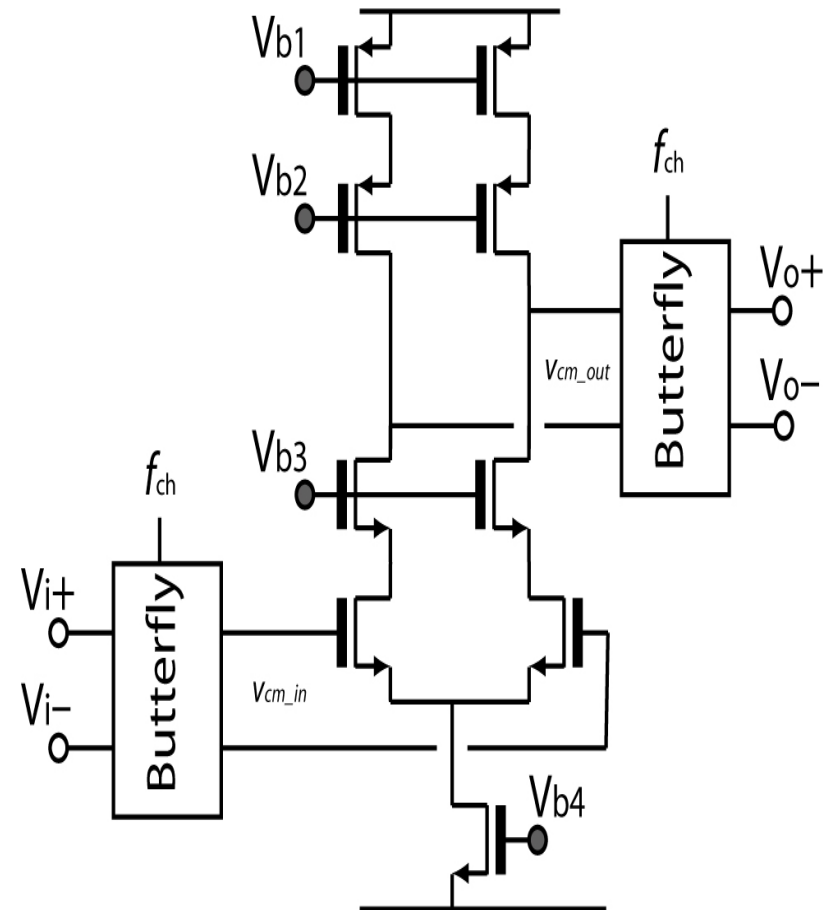 Vb1
Vb2
fch
Butterfly
Vo+
Vo−
vcm_out
Vb3
fch
Butterfly
Vi+
Vi−
vcm_in
Vb4